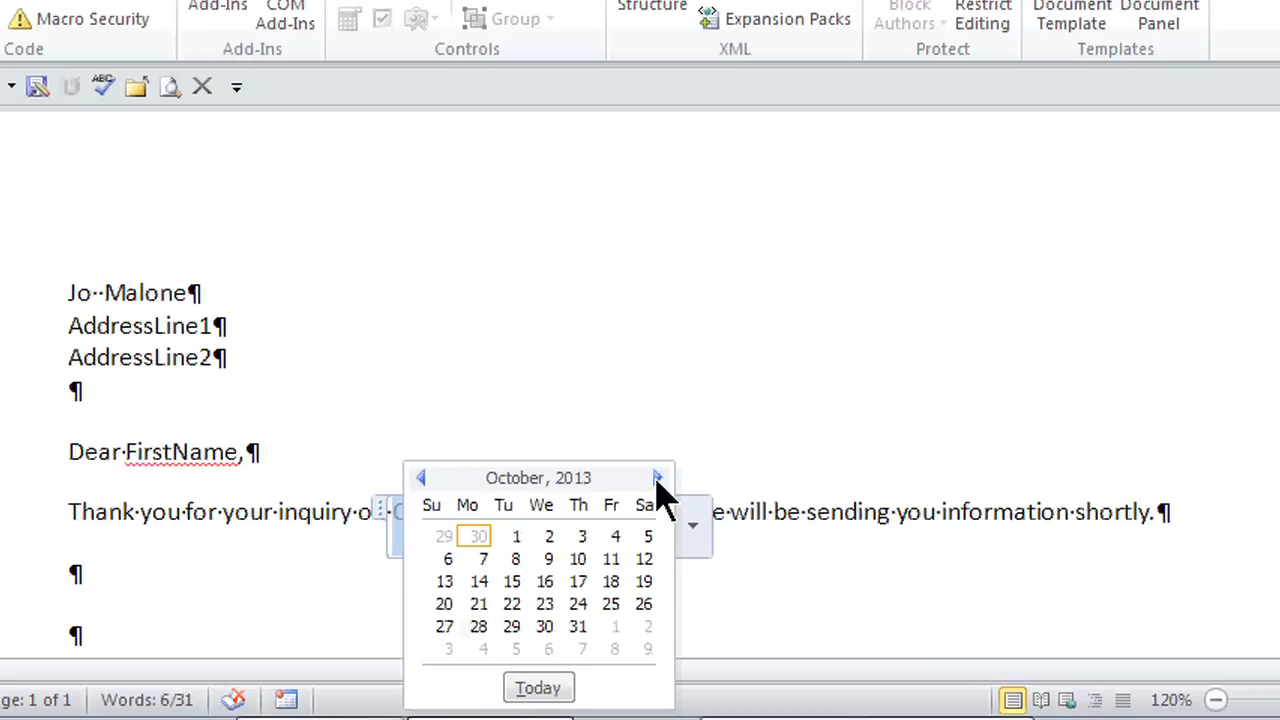 Macro Security
Add-Ins
COM
Add-Ins
Group
Structure
Expansion Packs
Block
Authors
Restrict
Editing
Document
Template
Document
Panel
Code
Add-Ins
Controls
XML
Protect
Templates
ABC
Jo··Malone¶
AddressLine1¶
AddressLine2¶
¶
Dear·FirstName,¶
Thank·you·for·your·inquiry·o
e·will·be·sending·you·information·shortly.¶
October, 2013
Su Mo Tu We Th Fr Sa
29 30 1 2 3 4 5
6 7 8 9 10 11 12
13 14 15 16 17 18 19
20 21 22 23 24 25 26
27 28 29 30 31 1 2
3 4 5 6 7 8 9
Today
¶
¶
ge: 1 of 1
Words: 6/31
120%